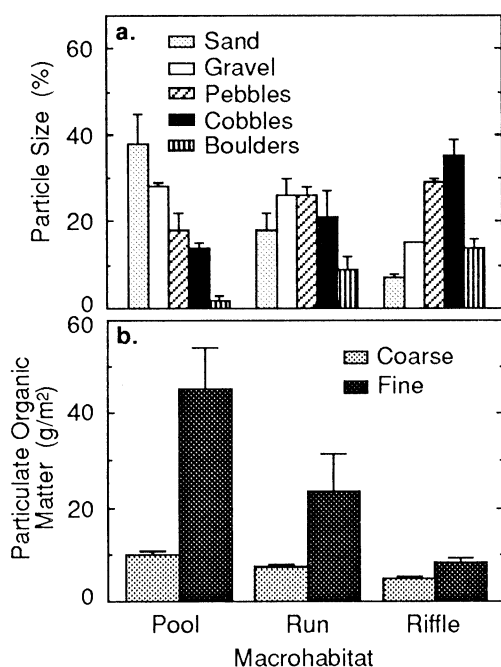 a.
Sand
Gravel
Pebbles
Cobbles
Boulders
60
40
20
0
Particle Size (%)
b.
Coarse
Fine
60
40
20
0
Particulate Organic
Matter (g/m²)
Pool Run Riffle
Macrohabitat